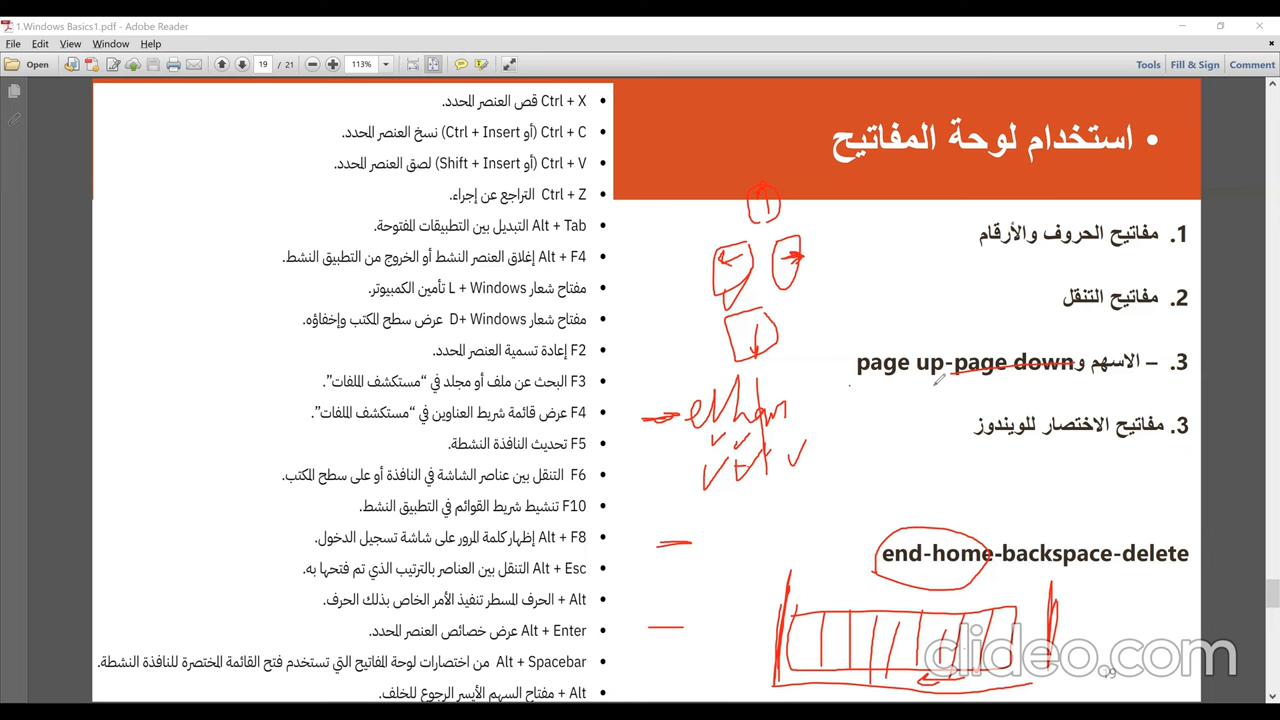 1.Windows Basics1.pdf - Adobe Reader
File Edit View Window Help
Open 19 / 21 113% Tools Fill & Sign Comment
• استخدام لوحة المفاتيح
1. مفاتيح الحروف والأرقام
2. مفاتيح التنقل
3. – الاسهم وpage up-page down
3. مفاتيح الاختصار للويندوز
end-home-backspace-delete
• Ctrl + X قص العنصر المحدد.
• Ctrl + C (أو Ctrl + Insert) نسخ العنصر المحدد.
• Ctrl + V (أو Shift + Insert) لصق العنصر المحدد.
• Ctrl + Z التراجع عن إجراء.
• Alt + Tab التبديل بين التطبيقات المفتوحة.
• Alt + F4 إغلاق العنصر النشط أو الخروج من التطبيق النشط.
• مفتاح شعار Windows + L تأمين الكمبيوتر.
• مفتاح شعار Windows +D عرض سطح المكتب وإخفاؤه.
• F2 إعادة تسمية العنصر المحدد.
• F3 البحث عن ملف أو مجلد في “مستكشف الملفات”.
• F4 عرض قائمة شريط العناوين في “مستكشف الملفات”.
• F5 تحديث النافذة النشطة.
• F6 التنقل بين عناصر الشاشة في النافذة أو على سطح المكتب.
• F10 تنشيط شريط القوائم في التطبيق النشط.
• Alt + F8 إظهار كلمة المرور على شاشة تسجيل الدخول.
• Alt + Esc التنقل بين العناصر بالترتيب الذي تم فتحها به.
• Alt + الحرف المسطر تنفيذ الأمر الخاص بذلك الحرف.
• Alt + Enter عرض خصائص العنصر المحدد.
• Alt + Spacebar من اختصارات لوحة المفاتيح التي تستخدم فتح القائمة المختصرة للنافذة النشطة.
• Alt + مفتاح السهم الأيسر الرجوع للخلف.
19
clideo.com